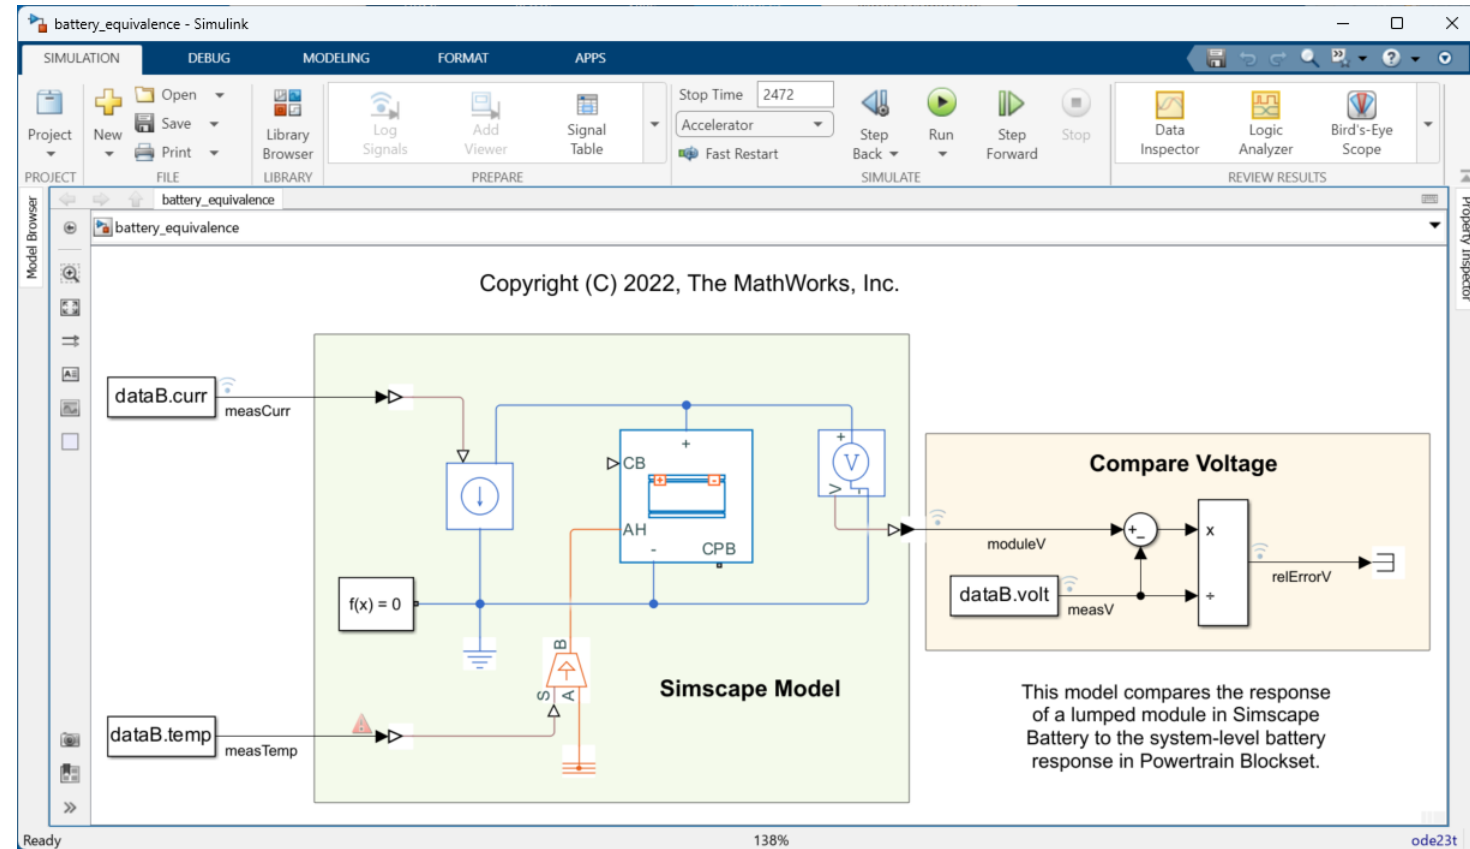 battery_equivalence - Simulink
SIMULATION DEBUG MODELING FORMAT APPS
Project
New
Open
Save
Print
Library
Browser
Log
Signals
Add
Viewer
Signal
Table
Stop Time 2472
Accelerator
Fast Restart
Step
Back
Run
Step
Forward
Stop
Data
Inspector
Logic
Analyzer
Bird's-Eye
Scope
PROJECT FILE LIBRARY PREPARE SIMULATE REVIEW RESULTS
Model Browser
Property Inspector
battery_equivalence
battery_equivalence
Copyright (C) 2022, The MathWorks, Inc.
dataB.curr
measCurr
+
CB
+ -
AH
-
CPB
+
V
V
-
f(x) = 0
B
S
A
Simscape Model
dataB.temp
measTemp
Compare Voltage
moduleV
+
-
x
÷
dataB.volt
measV
relErrorV
This model compares the response
of a lumped module in Simscape
Battery to the system-level battery
response in Powertrain Blockset.
Ready 138% ode23t